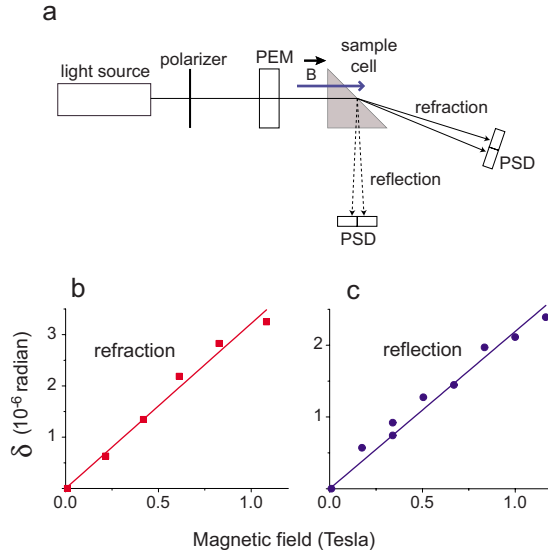 a
light source
polarizer
PEM
B
sample
cell
refraction
PSD
reflection
PSD
b
refraction
δ (10⁻⁶ radian)
3
2
1
0.0
0.5
1.0
c
reflection
2
1
0
0.0
0.5
1.0
Magnetic field (Tesla)